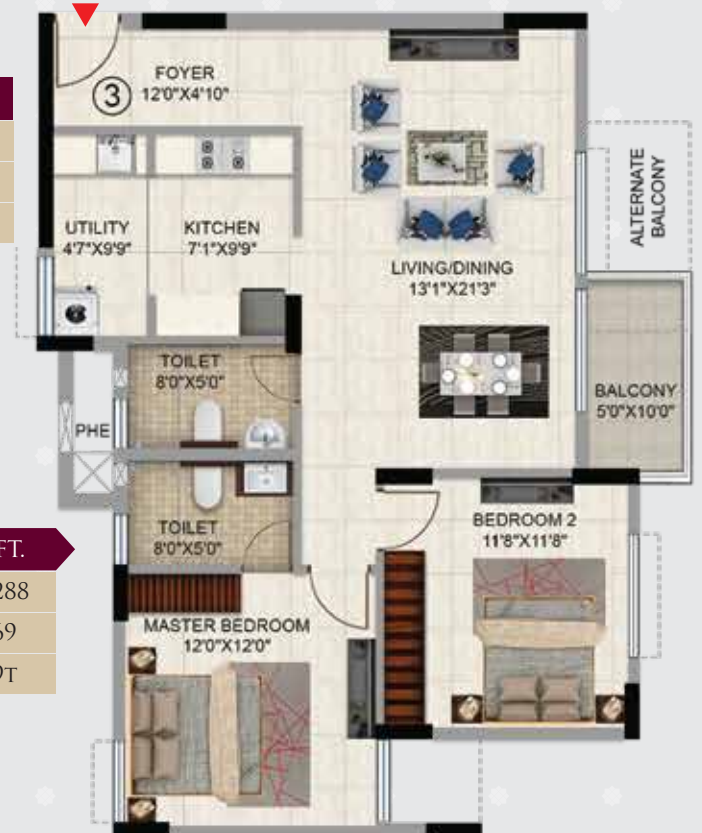 FOYER
12'0"X4'10"
3
UTILITY
4'7"X9'9"
KITCHEN
7'1"X9'9"
LIVING/DINING
13'1"X21'3"
ALTERNATE
BALCONY
BALCONY
5'0"X10'0"
TOILET
8'0"X5'0"
PHE
TOILET
8'0"X5'0"
BEDROOM 2
11'8"X11'8"
MASTER BEDROOM
12'0"X12'0"
FT.
288
69